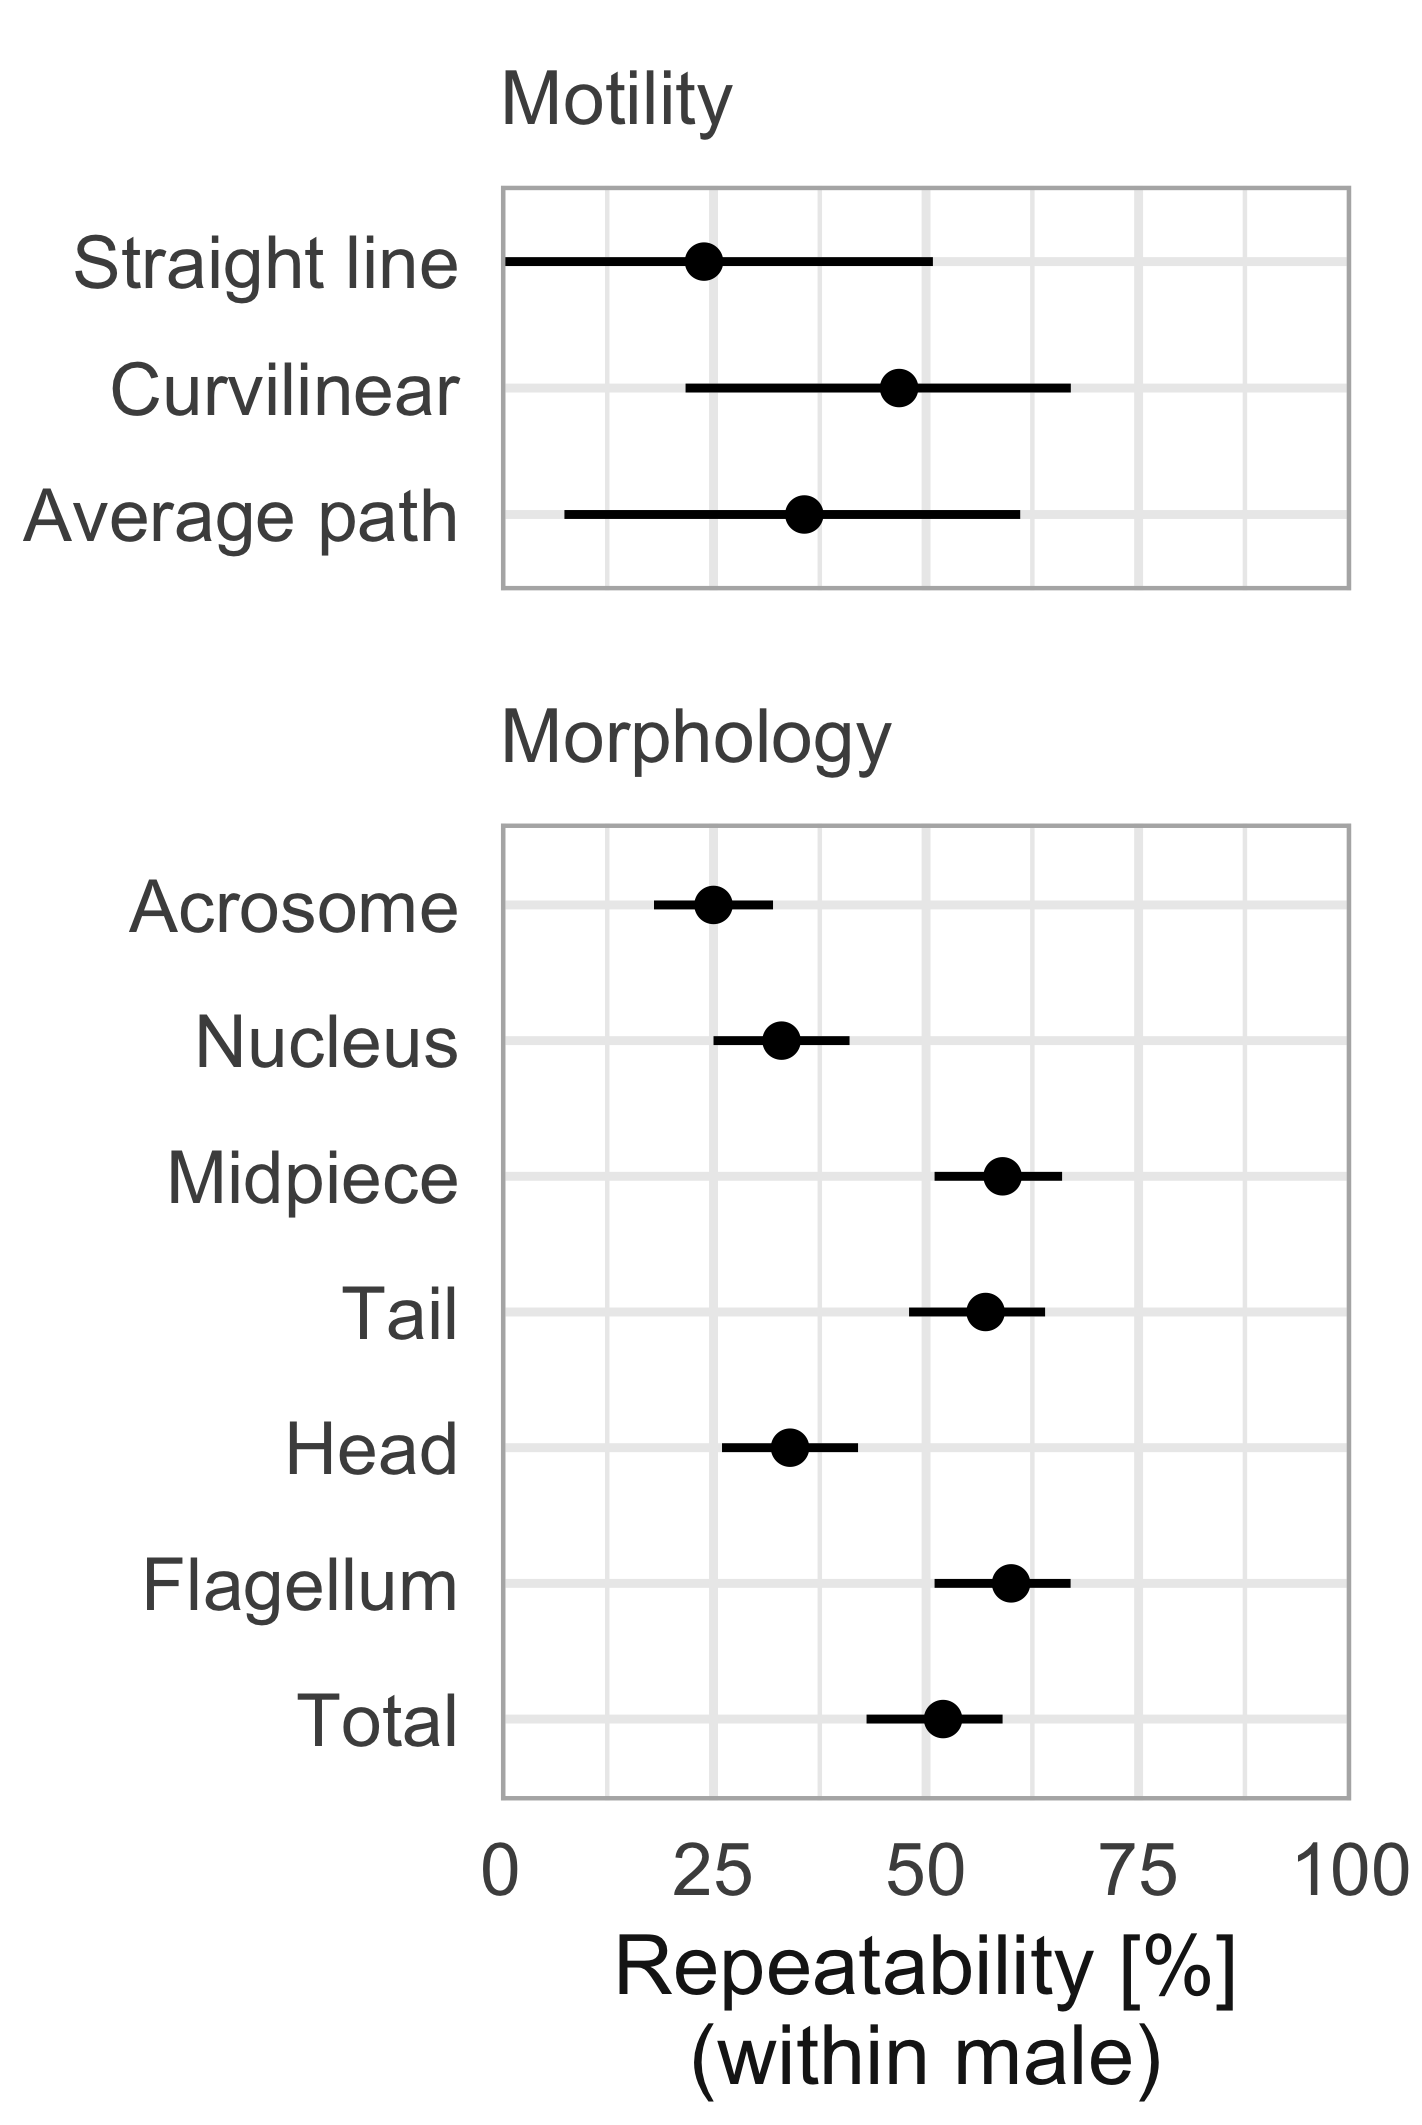 Motility
Straight line
Curvilinear
Average path
Morphology
Acrosome
Nucleus
Midpiece
Tail
Head
Flagellum
Total
0 25 50 75 100
Repeatability [%]
(within male)